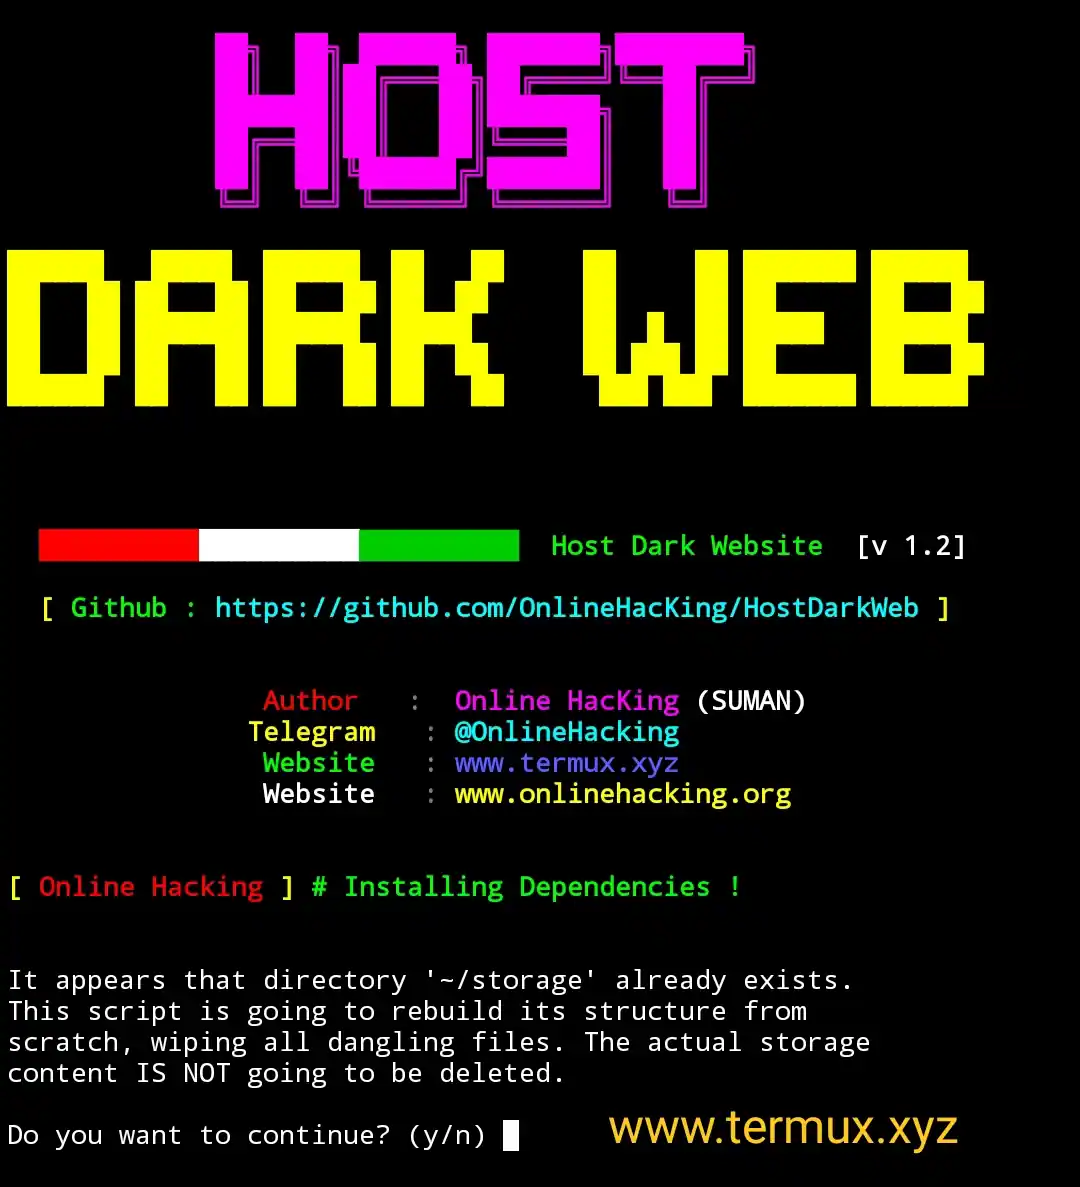 HOST
DARK WEB
Host Dark Website [v 1.2]
[ Github : https://github.com/OnlineHacKing/HostDarkWeb ]
Author : Online HacKing (SUMAN)
Telegram : @OnlineHacking
Website : www.termux.xyz
Website : www.onlinehacking.org
[ Online Hacking ] # Installing Dependencies !
It appears that directory '~/storage' already exists.
This script is going to rebuild its structure from
scratch, wiping all dangling files. The actual storage
content IS NOT going to be deleted.
Do you want to continue? (y/n)
www.termux.xyz